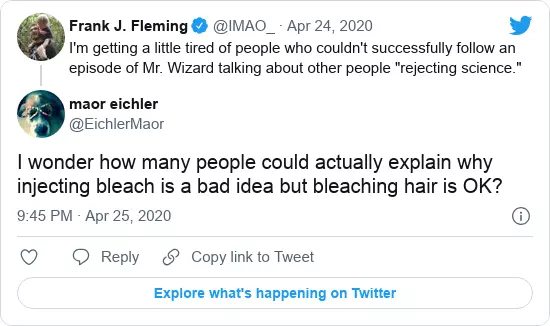 Frank J. Fleming @IMAO_ · Apr 24, 2020
I'm getting a little tired of people who couldn't successfully follow an
episode of Mr. Wizard talking about other people "rejecting science."
maor eichler
@EichlerMaor
I wonder how many people could actually explain why
injecting bleach is a bad idea but bleaching hair is OK?
9:45 PM · Apr 25, 2020
Reply Copy link to Tweet
Explore what's happening on Twitter